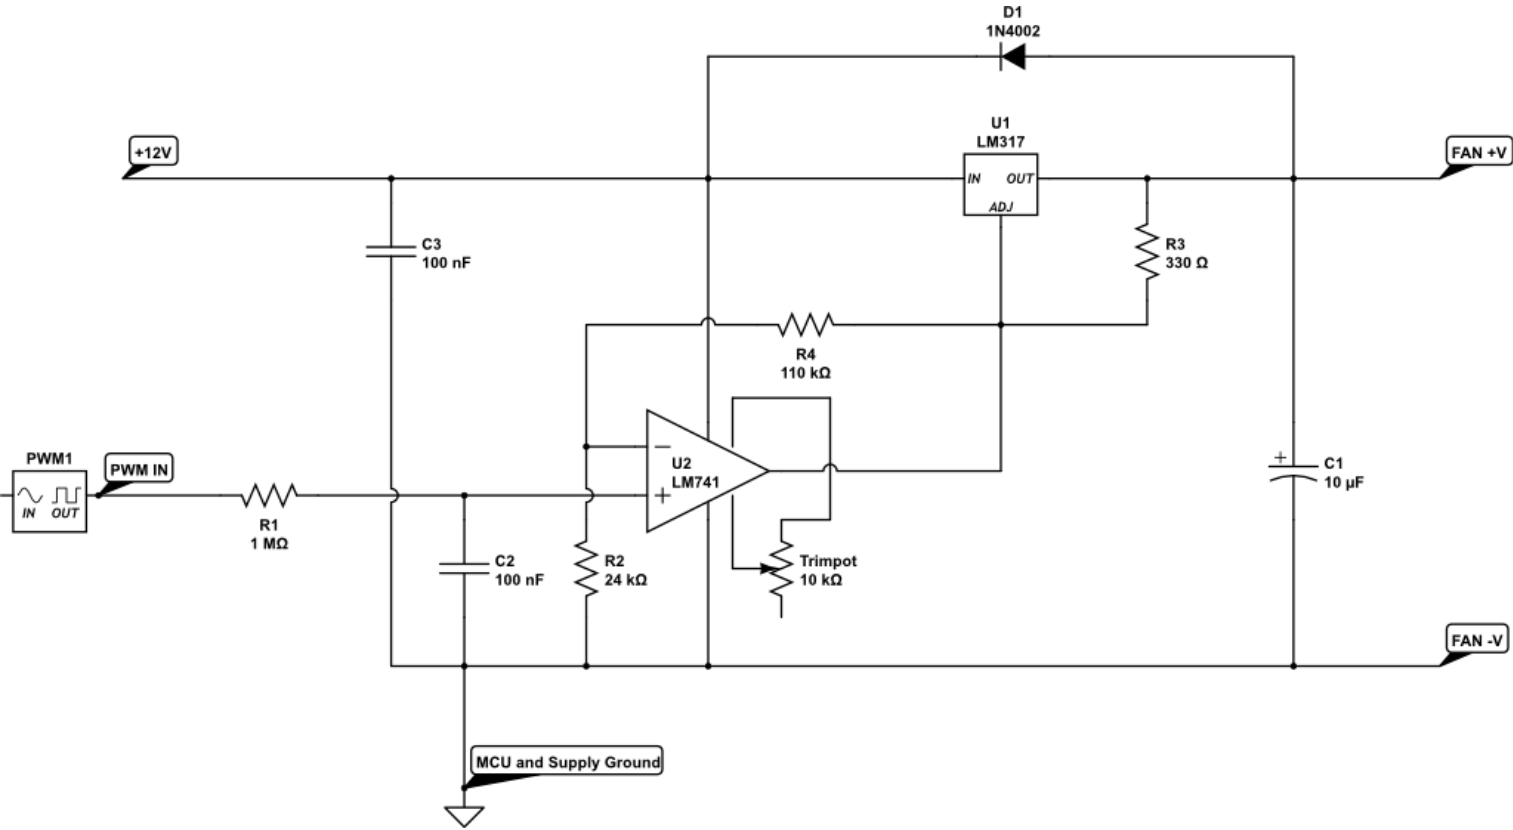 D1
1N4002
U1
LM317
+12V
FAN +V
IN OUT
ADJ
C3
100 nF
R3
330 Ω
R4
110 kΩ
PWM1
PWM IN
U2
LM741
C1
10 µF
IN OUT
R1
1 MΩ
C2
100 nF
R2
24 kΩ
Trimpot
10 kΩ
FAN -V
MCU and Supply Ground